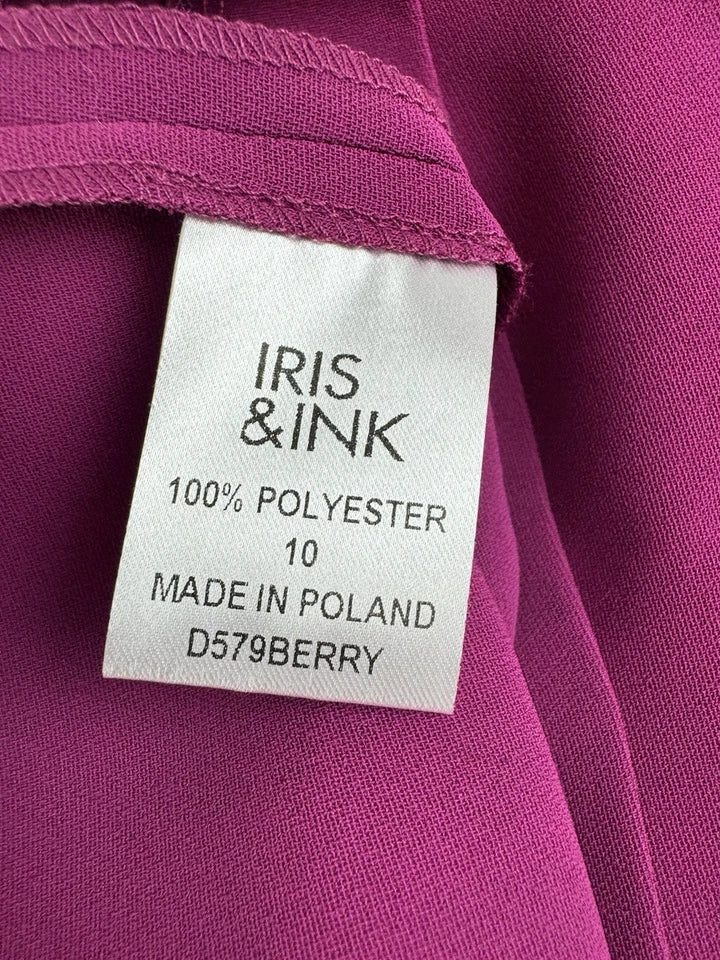 IRIS
&INK
100% POLYESTER
10
MADE IN POLAND
D579BERRY